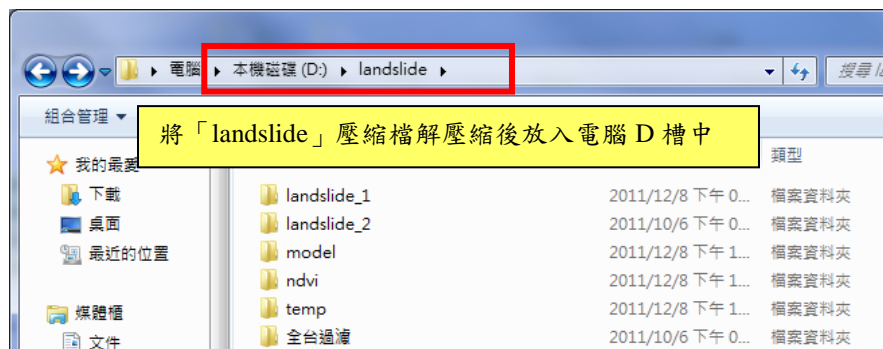 電腦 ▸ 本機磁碟 (D:) ▸ landslide ▸
搜尋
組合管理 ▼
將「landslide」壓縮檔解壓縮後放入電腦 D 槽中
我的最愛
類型
下載
landslide_1 2011/12/8 下午 0... 檔案資料夾
桌面
landslide_2 2011/10/6 下午 0... 檔案資料夾
最近的位置
model 2011/12/8 下午 1... 檔案資料夾
ndvi 2011/12/8 下午 1... 檔案資料夾
媒體櫃
temp 2011/12/8 下午 1... 檔案資料夾
文件
全台過濾 2011/10/6 下午 0... 檔案資料夾